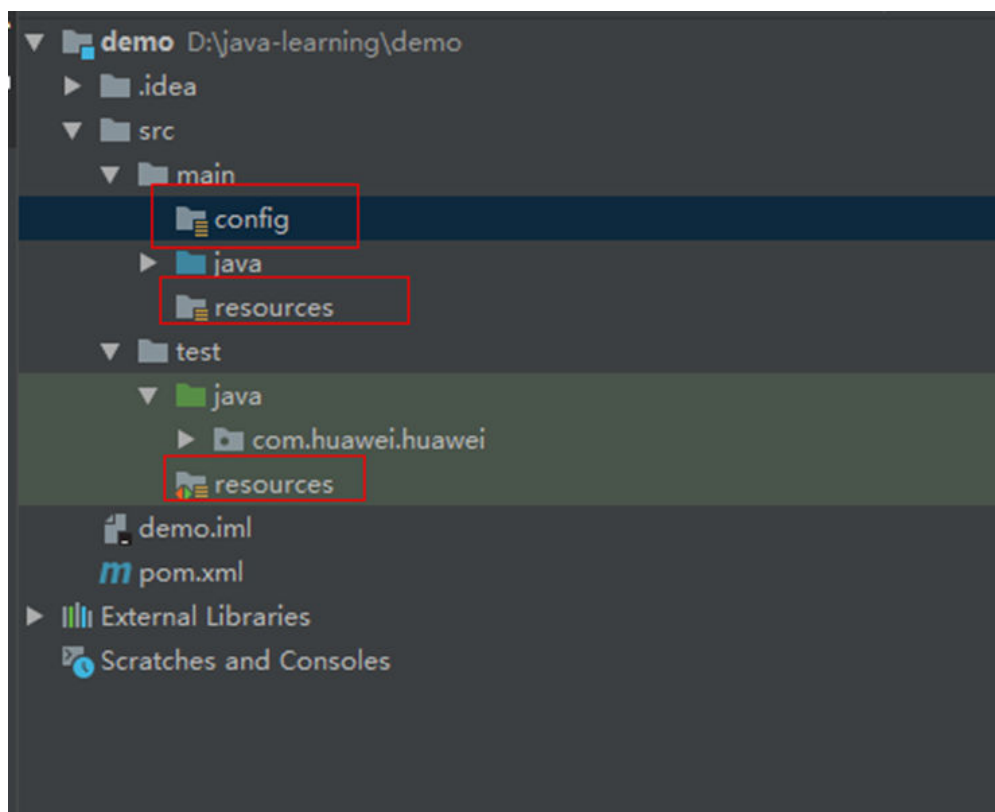 demo D:\java-learning\demo
.idea
src
main
config
java
resources
test
java
com.huawei.huawei
resources
demo.iml
pom.xml
External Libraries
Scratches and Consoles